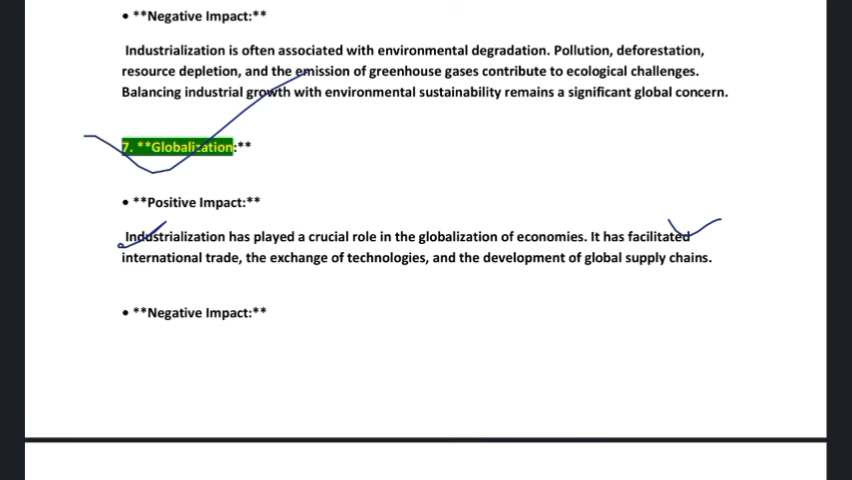 • **Negative Impact:**
Industrialization is often associated with environmental degradation. Pollution, deforestation,
resource depletion, and the emission of greenhouse gases contribute to ecological challenges.
Balancing industrial growth with environmental sustainability remains a significant global concern.
7. **Globalization:**
• **Positive Impact:**
Industrialization has played a crucial role in the globalization of economies. It has facilitated
international trade, the exchange of technologies, and the development of global supply chains.
• **Negative Impact:**